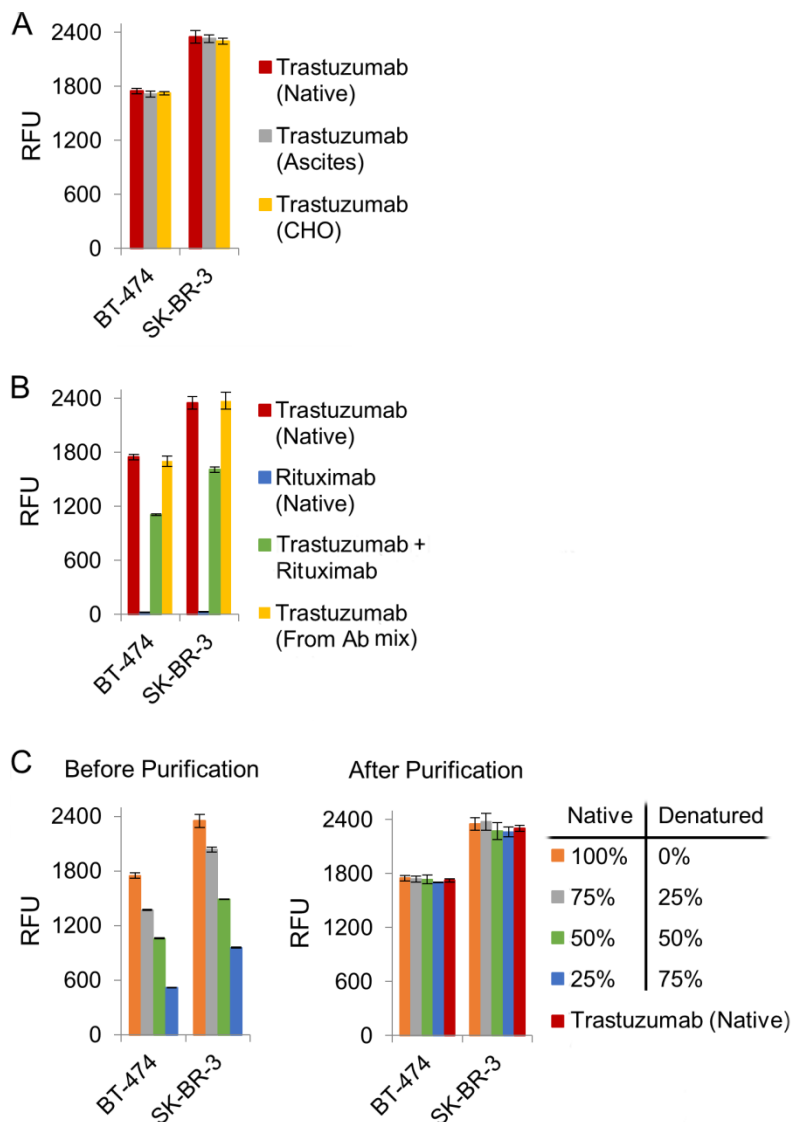 A
2400
1800
1200
600
0
RFU
BT-474
SK-BR-3
Trastuzumab
(Native)
Trastuzumab
(Ascites)
Trastuzumab
(CHO)
B
2400
1800
1200
600
0
RFU
BT-474
SK-BR-3
Trastuzumab
(Native)
Rituximab
(Native)
Trastuzumab +
Rituximab
Trastuzumab
(From Ab mix)
C
Before Purification
2400
1800
1200
600
0
RFU
BT-474
SK-BR-3
After Purification
2400
1800
1200
600
0
RFU
BT-474
SK-BR-3
Native Denatured
100% 0%
75% 25%
50% 50%
25% 75%
Trastuzumab (Native)